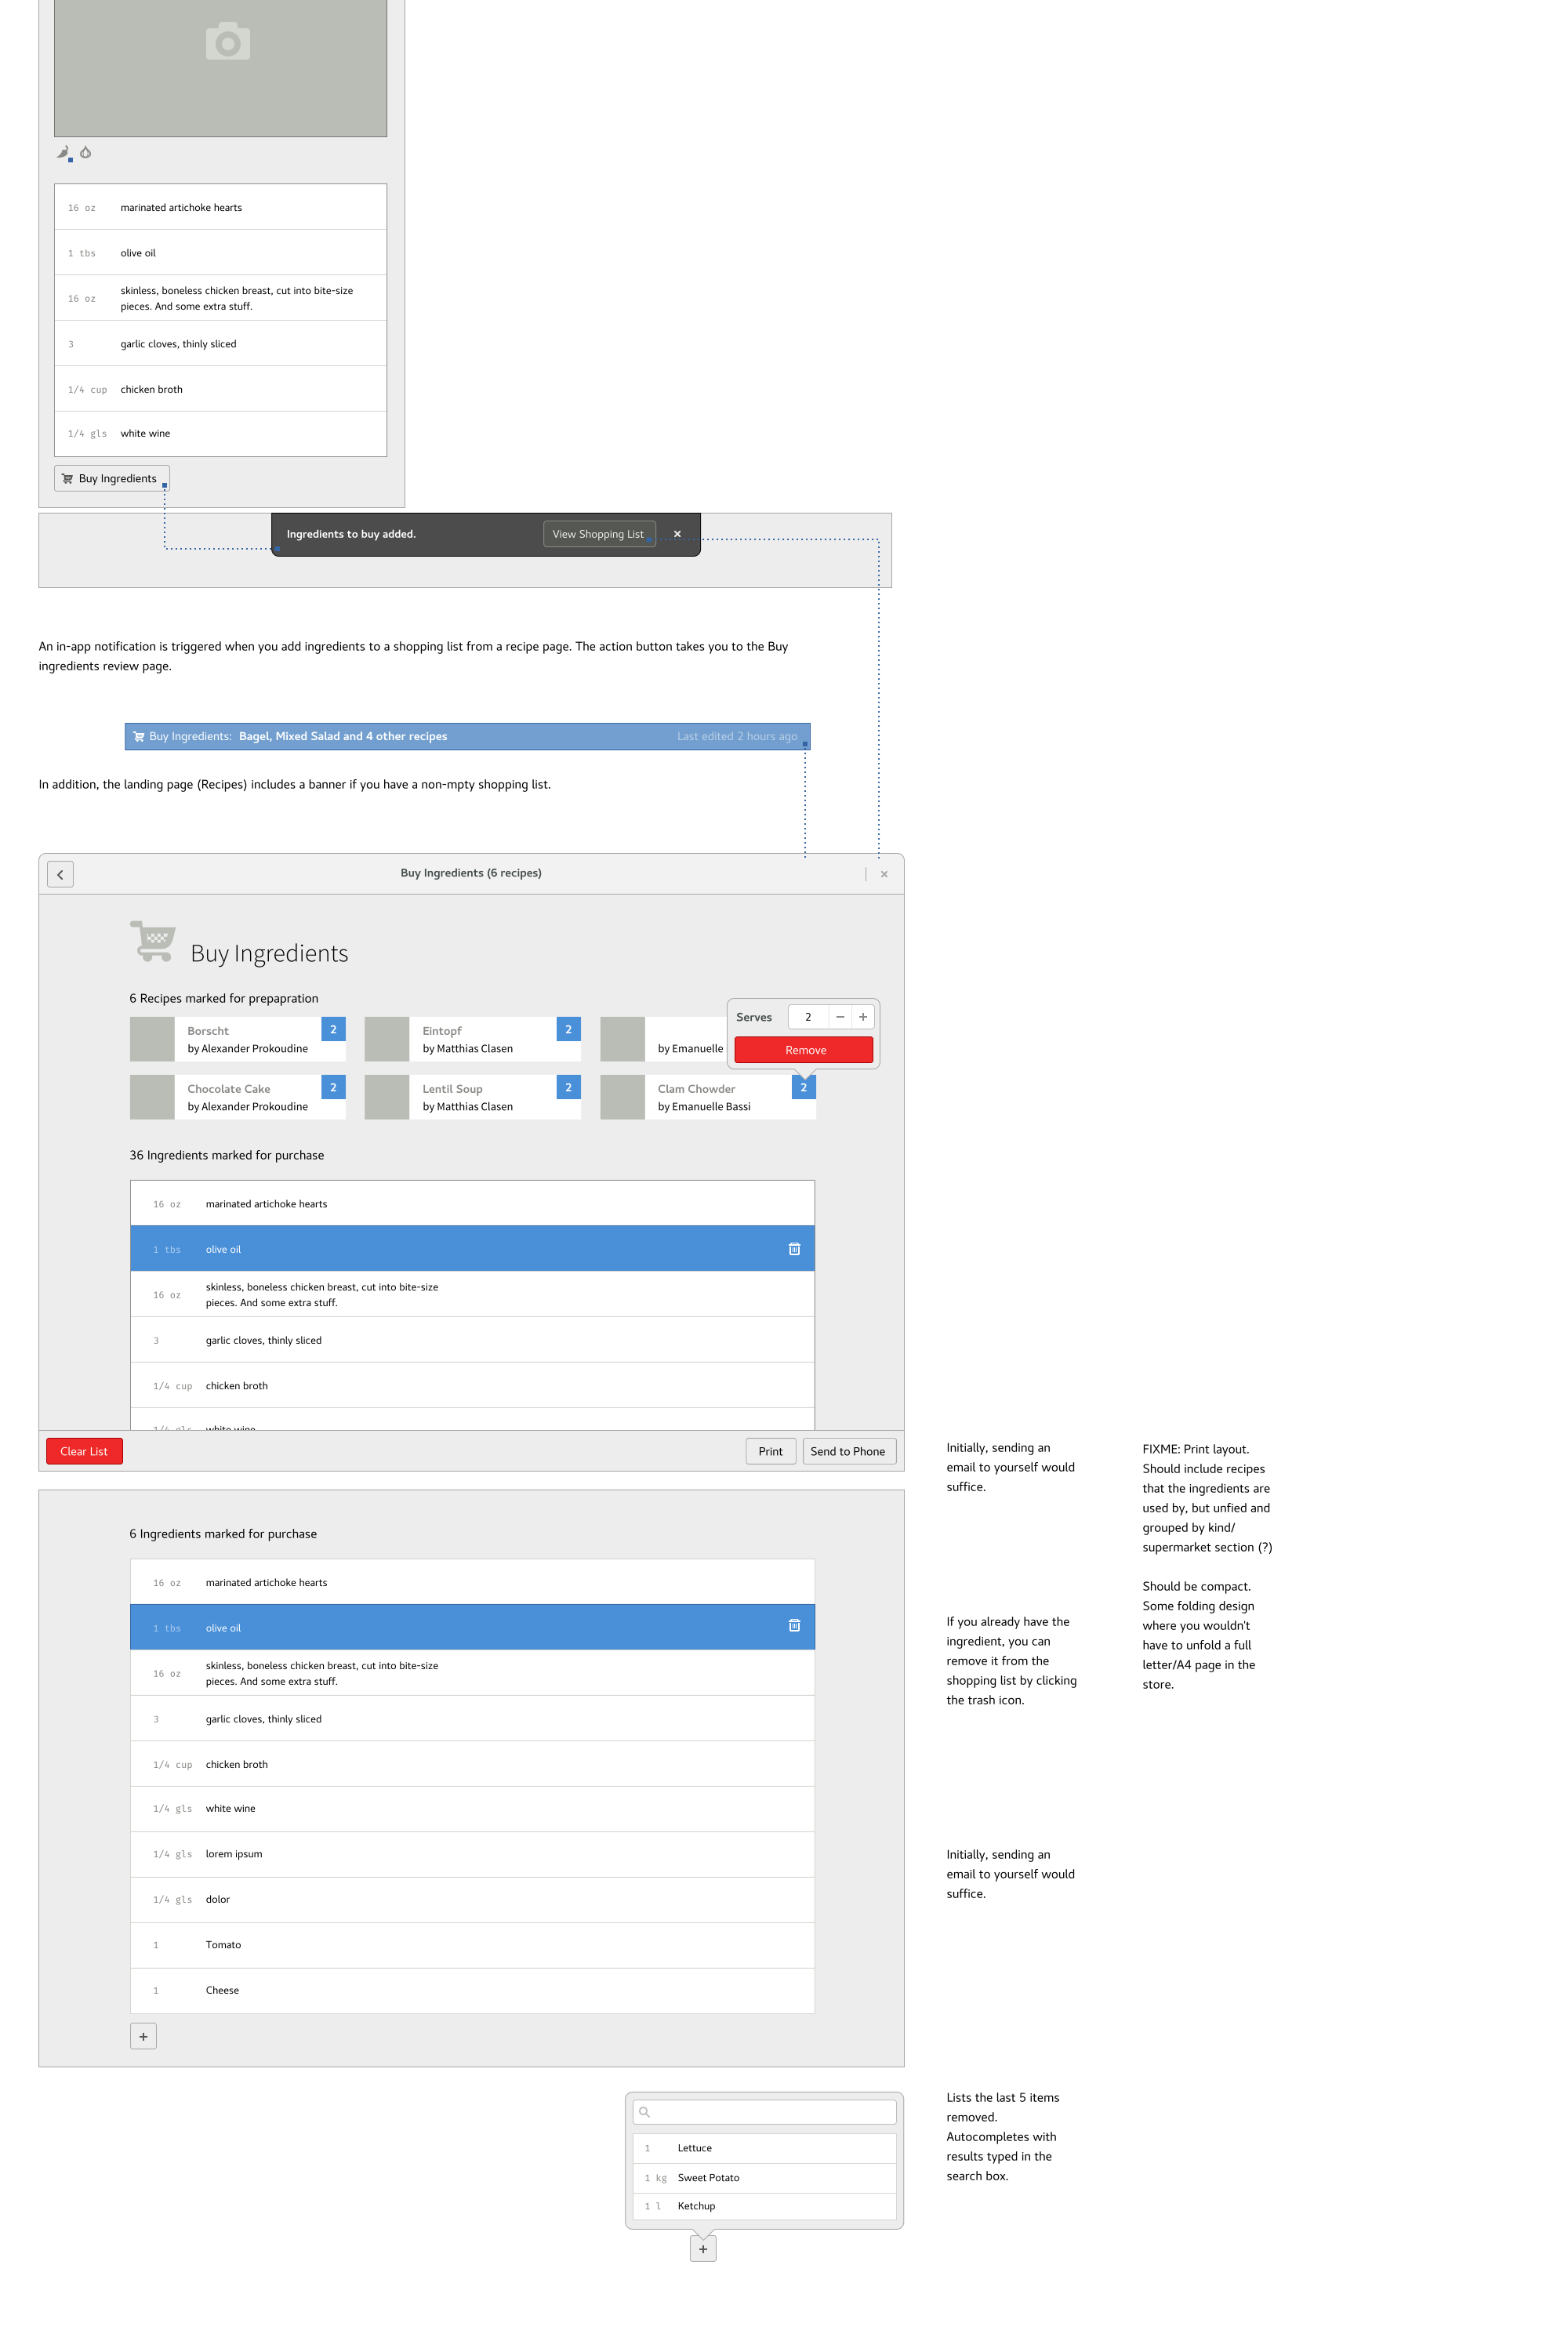 16 oz marinated artichoke hearts
1 tbs olive oil
16 oz skinless, boneless chicken breast, cut into bite-size
pieces. And some extra stuff.
3 garlic cloves, thinly sliced
1/4 cup chicken broth
1/4 gls white wine
Buy Ingredients
Ingredients to buy added. View Shopping List
An in-app notification is triggered when you add ingredients to a shopping list from a recipe page. The action button takes you to the Buy
ingredients review page.
Buy Ingredients: Bagel, Mixed Salad and 4 other recipes Last edited 2 hours ago
In addition, the landing page (Recipes) includes a banner if you have a non-mpty shopping list.
Buy Ingredients (6 recipes)
Buy Ingredients
6 Recipes marked for prepapration
Serves 2
Remove
Borscht 2
by Alexander Prokoudine
Eintopf 2
by Matthias Clasen
by Emanuelle
Chocolate Cake 2
by Alexander Prokoudine
Lentil Soup 2
by Matthias Clasen
Clam Chowder 2
by Emanuelle Bassi
36 Ingredients marked for purchase
16 oz marinated artichoke hearts
1 tbs olive oil
16 oz skinless, boneless chicken breast, cut into bite-size
pieces. And some extra stuff.
3 garlic cloves, thinly sliced
1/4 cup chicken broth
1/4 gls white wine
Clear List Print Send to Phone
Initially, sending an
email to yourself would
suffice.
FIXME: Print layout.
Should include recipes
that the ingredients are
used by, but unfied and
grouped by kind/
supermarket section (?)
Should be compact.
Some folding design
where you wouldn't
have to unfold a full
letter/A4 page in the
store.
6 Ingredients marked for purchase
16 oz marinated artichoke hearts
1 tbs olive oil
16 oz skinless, boneless chicken breast, cut into bite-size
pieces. And some extra stuff.
3 garlic cloves, thinly sliced
1/4 cup chicken broth
1/4 gls white wine
1/4 gls lorem ipsum
1/4 gls dolor
1 Tomato
1 Cheese
If you already have the
ingredient, you can
remove it from the
shopping list by clicking
the trash icon.
Initially, sending an
email to yourself would
suffice.
1 Lettuce
1 kg Sweet Potato
1 l Ketchup
Lists the last 5 items
removed.
Autocompletes with
results typed in the
search box.